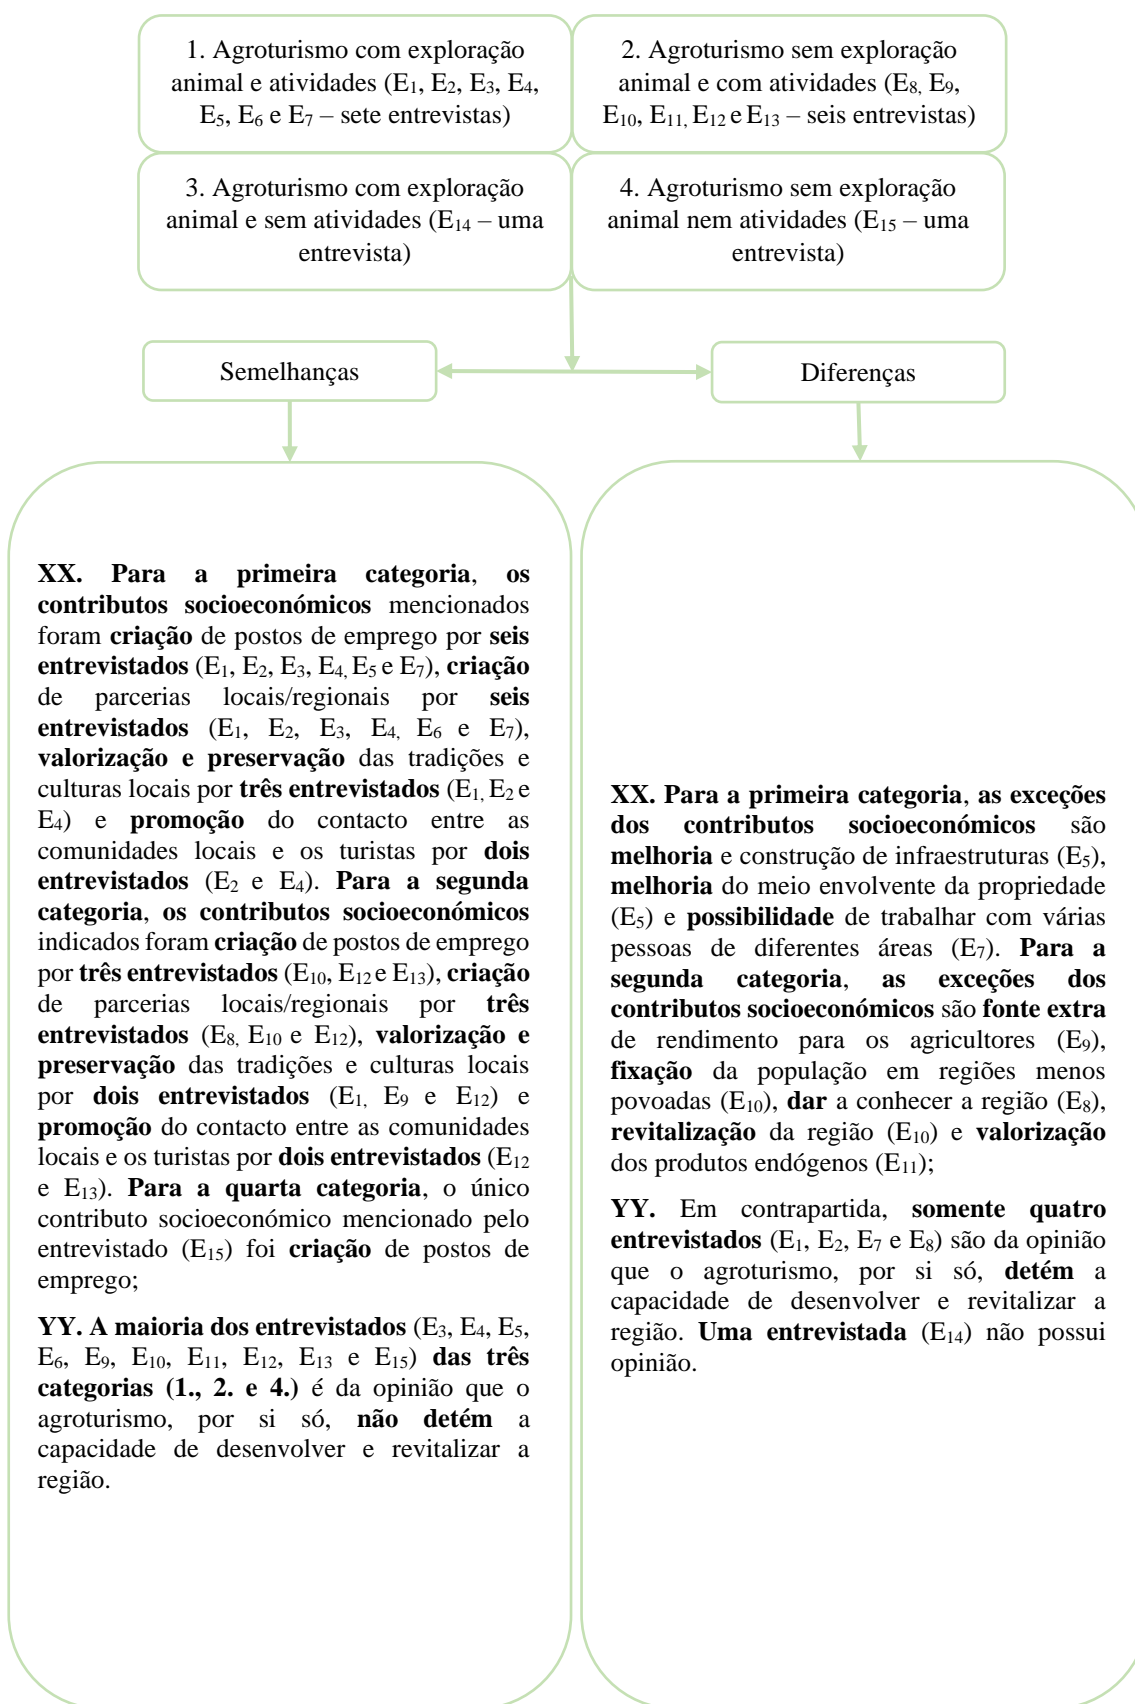 1. Agroturismo com exploração
animal e atividades (E1, E2, E3, E4,
E5, E6 e E7 – sete entrevistas)
2. Agroturismo sem exploração
animal e com atividades (E8, E9,
E10, E11, E12 e E13 – seis entrevistas)
3. Agroturismo com exploração
animal e sem atividades (E14 – uma
entrevista)
4. Agroturismo sem exploração
animal nem atividades (E15 – uma
entrevista)
Semelhanças
Diferenças
XX. Para a primeira categoria, os
contributos socioeconómicos mencionados
foram criação de postos de emprego por seis
entrevistados (E1, E2, E3, E4, E5 e E7), criação
de parcerias locais/regionais por seis
entrevistados (E1, E2, E3, E4, E6 e E7),
valorização e preservação das tradições e
culturas locais por três entrevistados (E1, E2 e
E4) e promoção do contacto entre as
comunidades locais e os turistas por dois
entrevistados (E2 e E4). Para a segunda
categoria, os contributos socioeconómicos
indicados foram criação de postos de emprego
por três entrevistados (E10, E12 e E13), criação
de parcerias locais/regionais por três
entrevistados (E8, E10 e E12), valorização e
preservação das tradições e culturas locais
por dois entrevistados (E1, E9 e E12) e
promoção do contacto entre as comunidades
locais e os turistas por dois entrevistados (E12
e E13). Para a quarta categoria, o único
contributo socioeconómico mencionado pelo
entrevistado (E15) foi criação de postos de
emprego;
YY. A maioria dos entrevistados (E3, E4, E5,
E6, E9, E10, E11, E12, E13 e E15) das três
categorias (1., 2. e 4.) é da opinião que o
agroturismo, por si só, não detém a
capacidade de desenvolver e revitalizar a
região.
XX. Para a primeira categoria, as exceções
dos contributos socioeconómicos são
melhoria e construção de infraestruturas (E5),
melhoria do meio envolvente da propriedade
(E5) e possibilidade de trabalhar com várias
pessoas de diferentes áreas (E7). Para a
segunda categoria, as exceções dos
contributos socioeconómicos são fonte extra
de rendimento para os agricultores (E9),
fixação da população em regiões menos
povoadas (E10), dar a conhecer a região (E8),
revitalização da região (E10) e valorização
dos produtos endógenos (E11);
YY. Em contrapartida, somente quatro
entrevistados (E1, E2, E7 e E8) são da opinião
que o agroturismo, por si só, detém a
capacidade de desenvolver e revitalizar a
região. Uma entrevistada (E14) não possui
opinião.